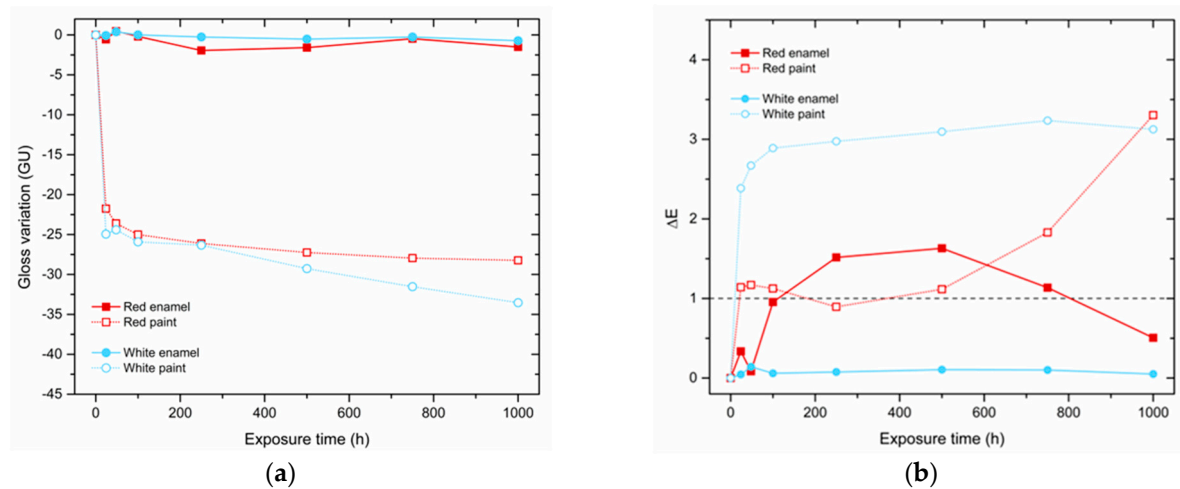 0
-5
-10
-15
-20
-25
-30
-35
-40
-45
Gloss variation (GU)
Red enamel
Red paint
White enamel
White paint
0 200 400 600 800 1000
Exposure time (h)
(a)
4
3
2
1
0
ΔE
Red enamel
Red paint
White enamel
White paint
0 200 400 600 800 1000
Exposure time (h)
(b)